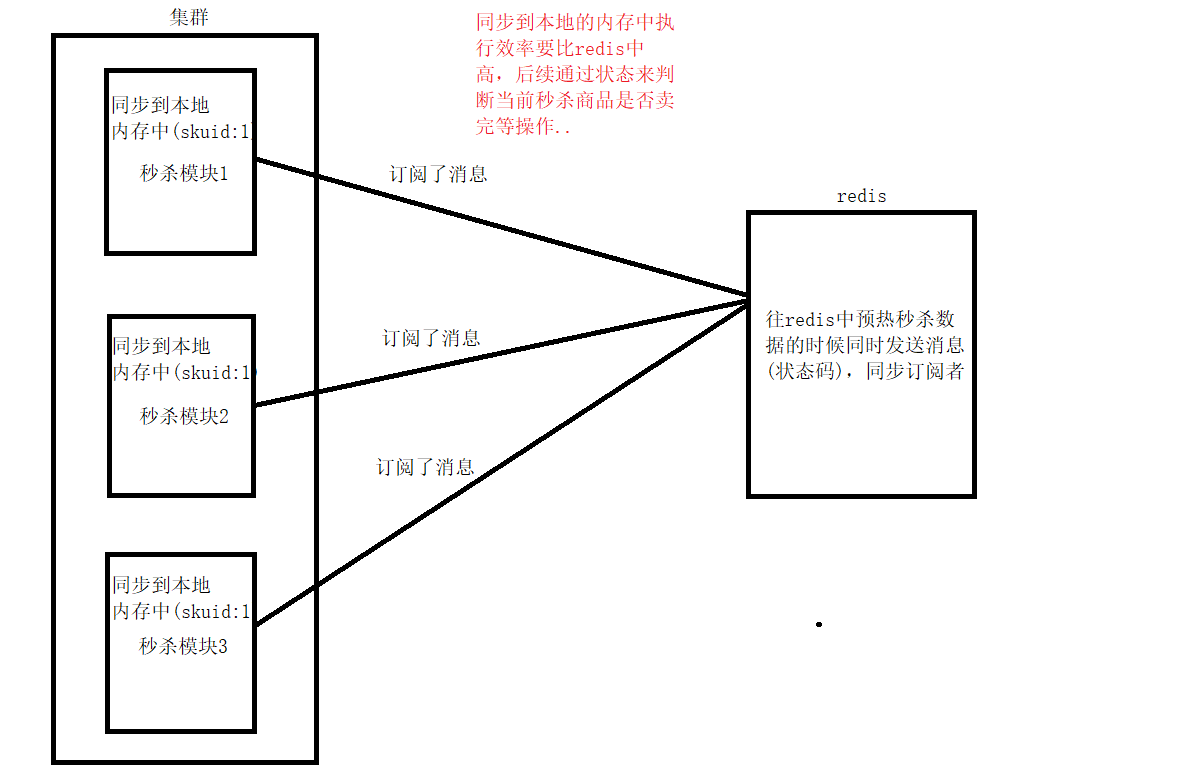 集群
同步到本地的内存中执
行效率要比redis中
高，后续通过状态来判
断当前秒杀商品是否卖
完等操作..
同步到本地
内存中(skuid:1)
秒杀模块1
订阅了消息
redis
往redis中预热秒杀数
据的时候同时发送消息
(状态码)，同步订阅者
同步到本地
内存中(skuid:1)
秒杀模块2
订阅了消息
订阅了消息
同步到本地
内存中(skuid:1
秒杀模块3